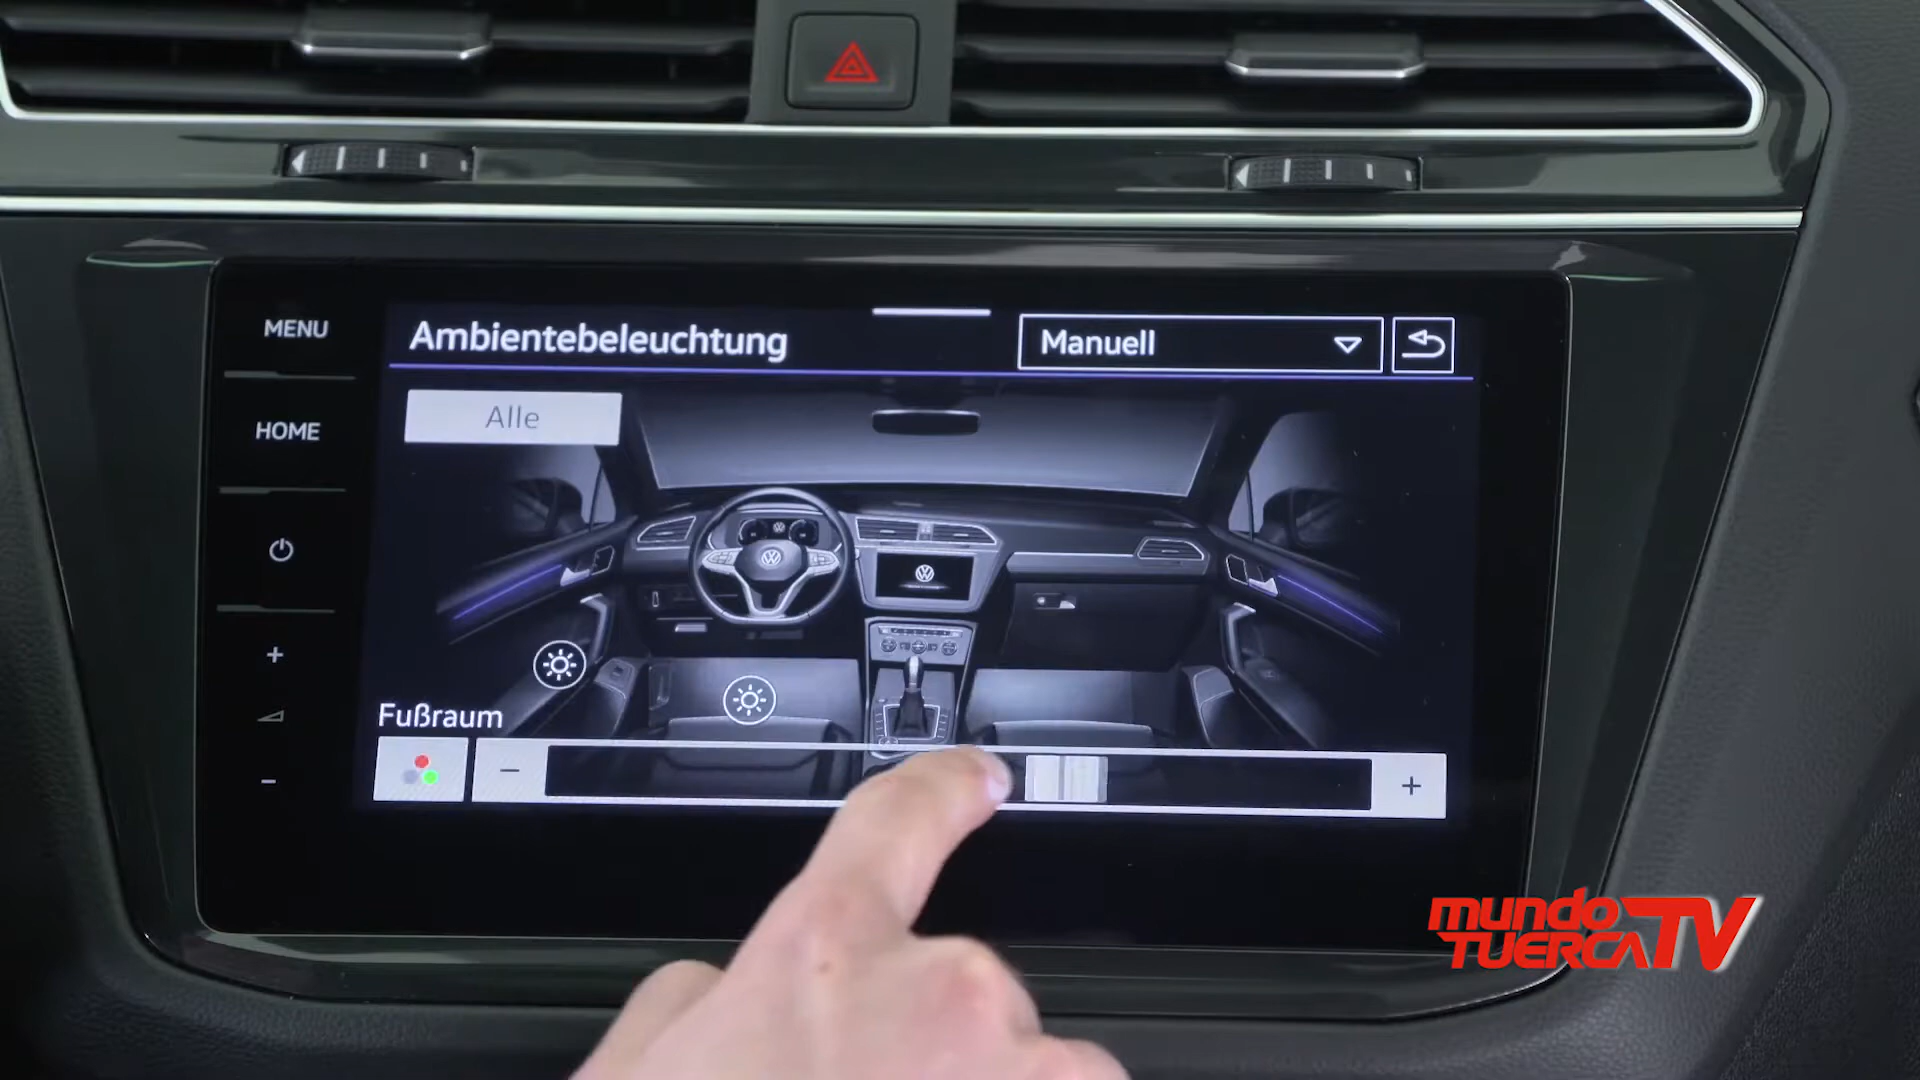 MENU
HOME
Ambientebeleuchtung
Manuell
Alle
Fußraum
mundo
TUERCA TV